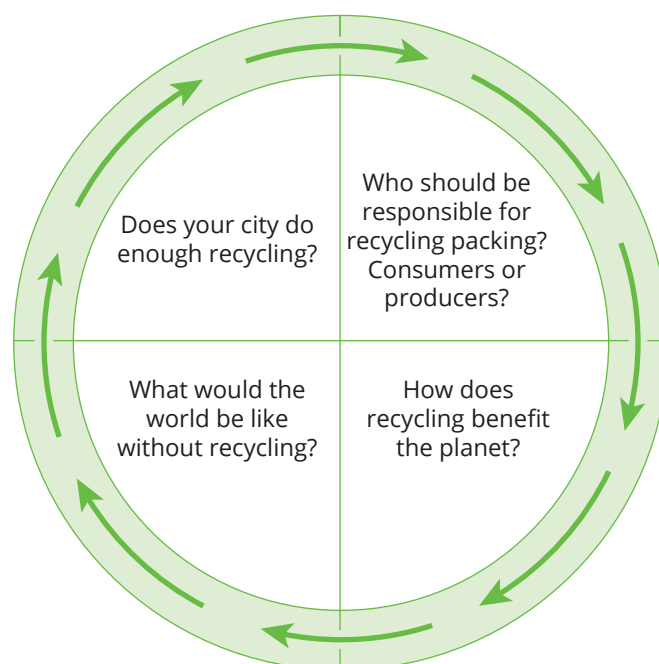 Does your city do
enough recycling?
Who should be
responsible for
recycling packing?
Consumers or
producers?
What would the
world be like
without recycling?
How does
recycling benefit
the planet?